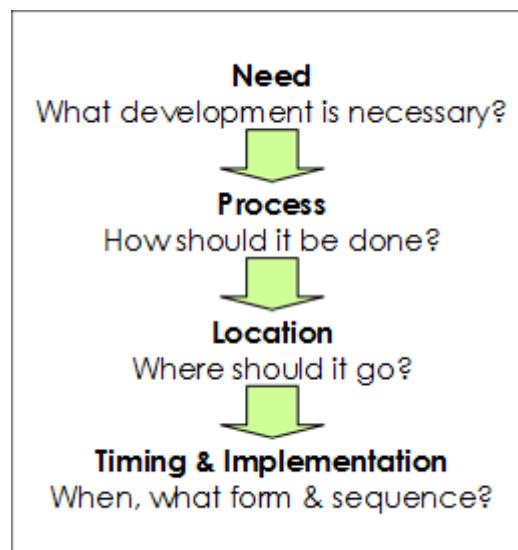 Need
What development is necessary?
Process
How should it be done?
Location
Where should it go?
Timing & Implementation
When, what form & sequence?